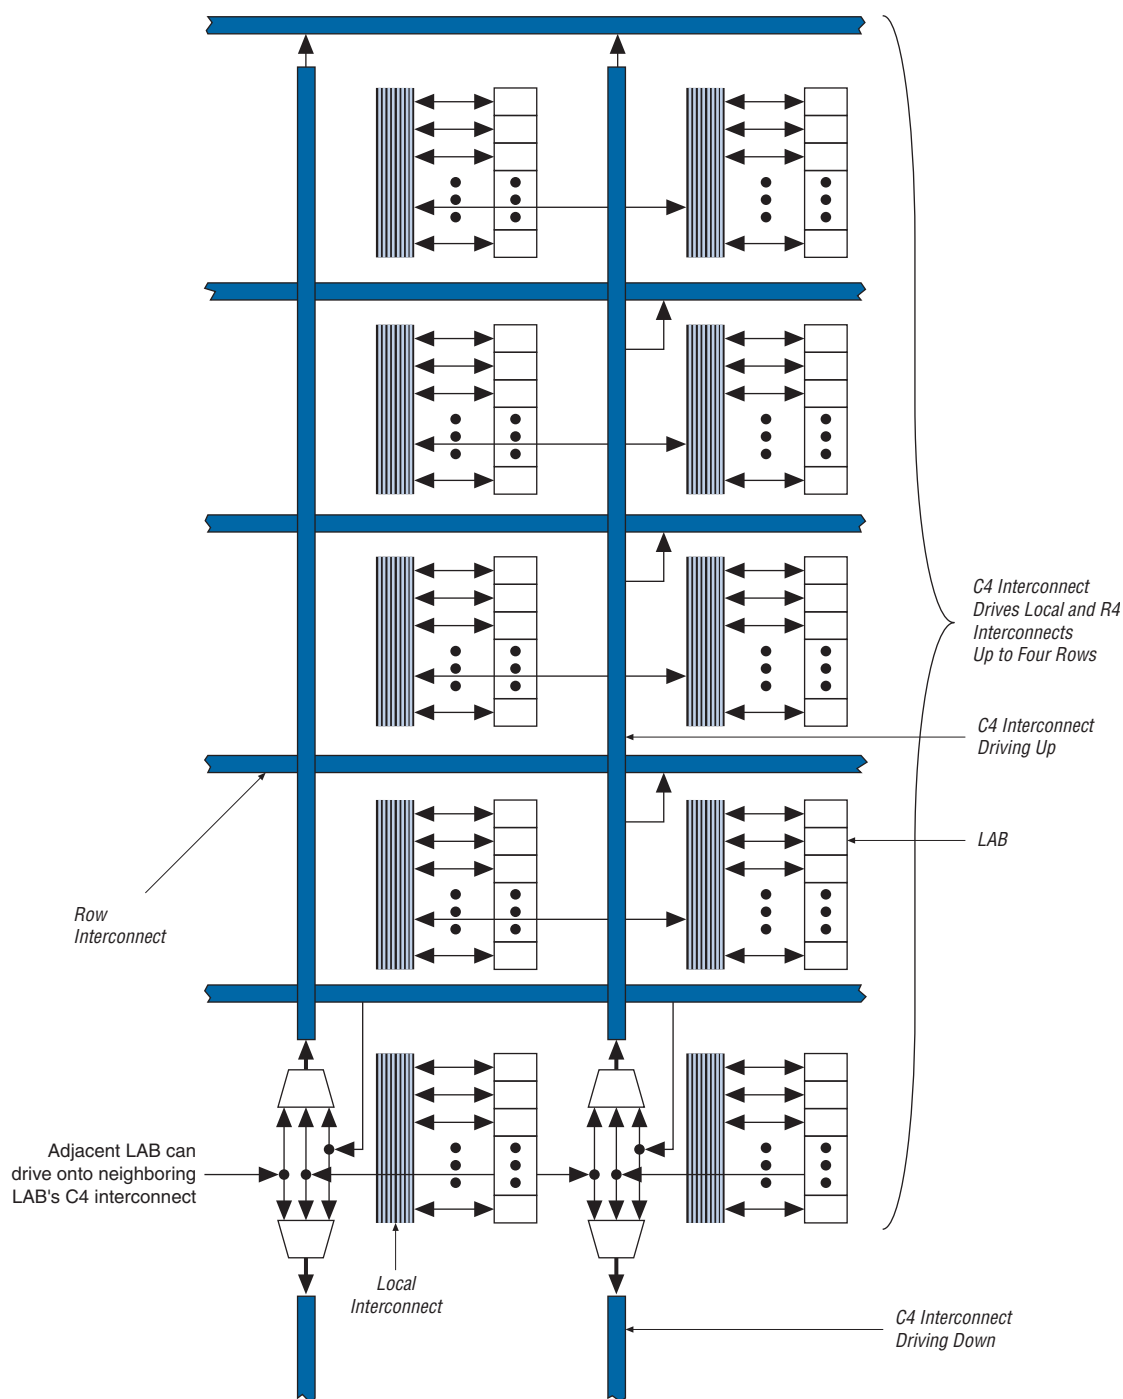 C4 Interconnect
Drives Local and R4
Interconnects
Up to Four Rows
C4 Interconnect
Driving Up
LAB
Row
Interconnect
Adjacent LAB can
drive onto neighboring
LAB's C4 interconnect
Local
Interconnect
C4 Interconnect
Driving Down